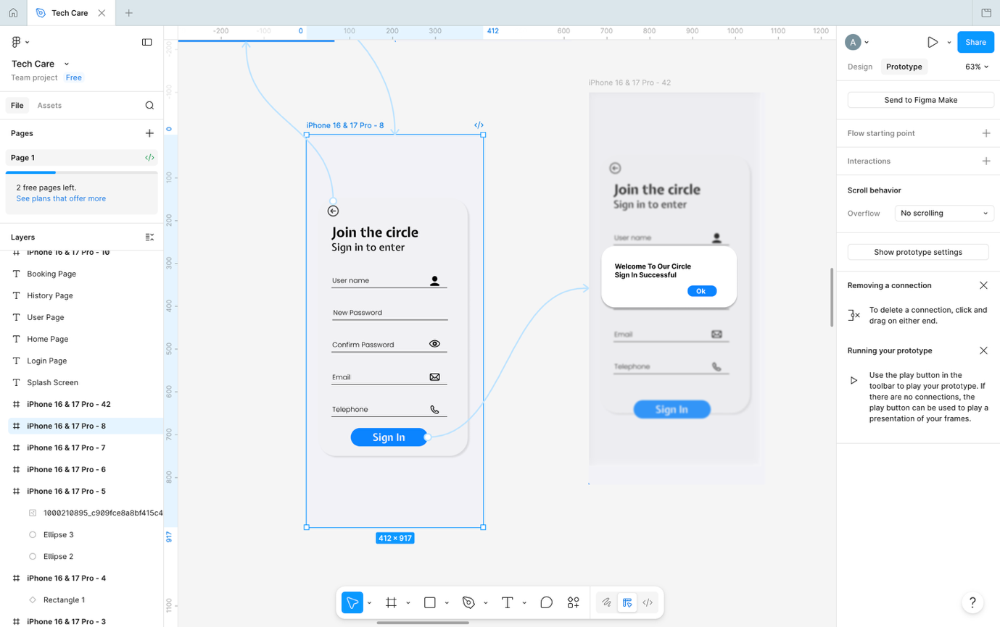 Tech Care
Tech Care
Team project Free
File Assets
Pages
Page 1
2 free pages left.
See plans that offer more
Layers
iPhone 16 & 17 Pro - 10
Booking Page
History Page
User Page
Home Page
Login Page
Splash Screen
iPhone 16 & 17 Pro - 42
iPhone 16 & 17 Pro - 8
iPhone 16 & 17 Pro - 7
iPhone 16 & 17 Pro - 6
iPhone 16 & 17 Pro - 5
1000210895_c909fce8a8bf415c4
Ellipse 3
Ellipse 2
iPhone 16 & 17 Pro - 4
Rectangle 1
iPhone 16 & 17 Pro - 3
-200 -100 0 100 200 300 412 600 700 800 900 1000 1100 1200
-200
-100
0
100
200
300
400
500
600
700
800
917
1100
iPhone 16 & 17 Pro - 8
Join the circle
Sign in to enter
User name
New Password
Confirm Password
Email
Telephone
Sign In
412 × 917
iPhone 16 & 17 Pro - 42
Join the circle
Sign in to enter
User name
Welcome To Our Circle
Sign In Successful
Ok
Email
Telephone
Sign In
A
Share
Design Prototype 63%
Send to Figma Make
Flow starting point
Interactions
Scroll behavior
Overflow No scrolling
Show prototype settings
Removing a connection
To delete a connection, click and
drag on either end.
Running your prototype
Use the play button in the
toolbar to play your prototype. If
there are no connections, the
play button can be used to play a
presentation of your frames.
?